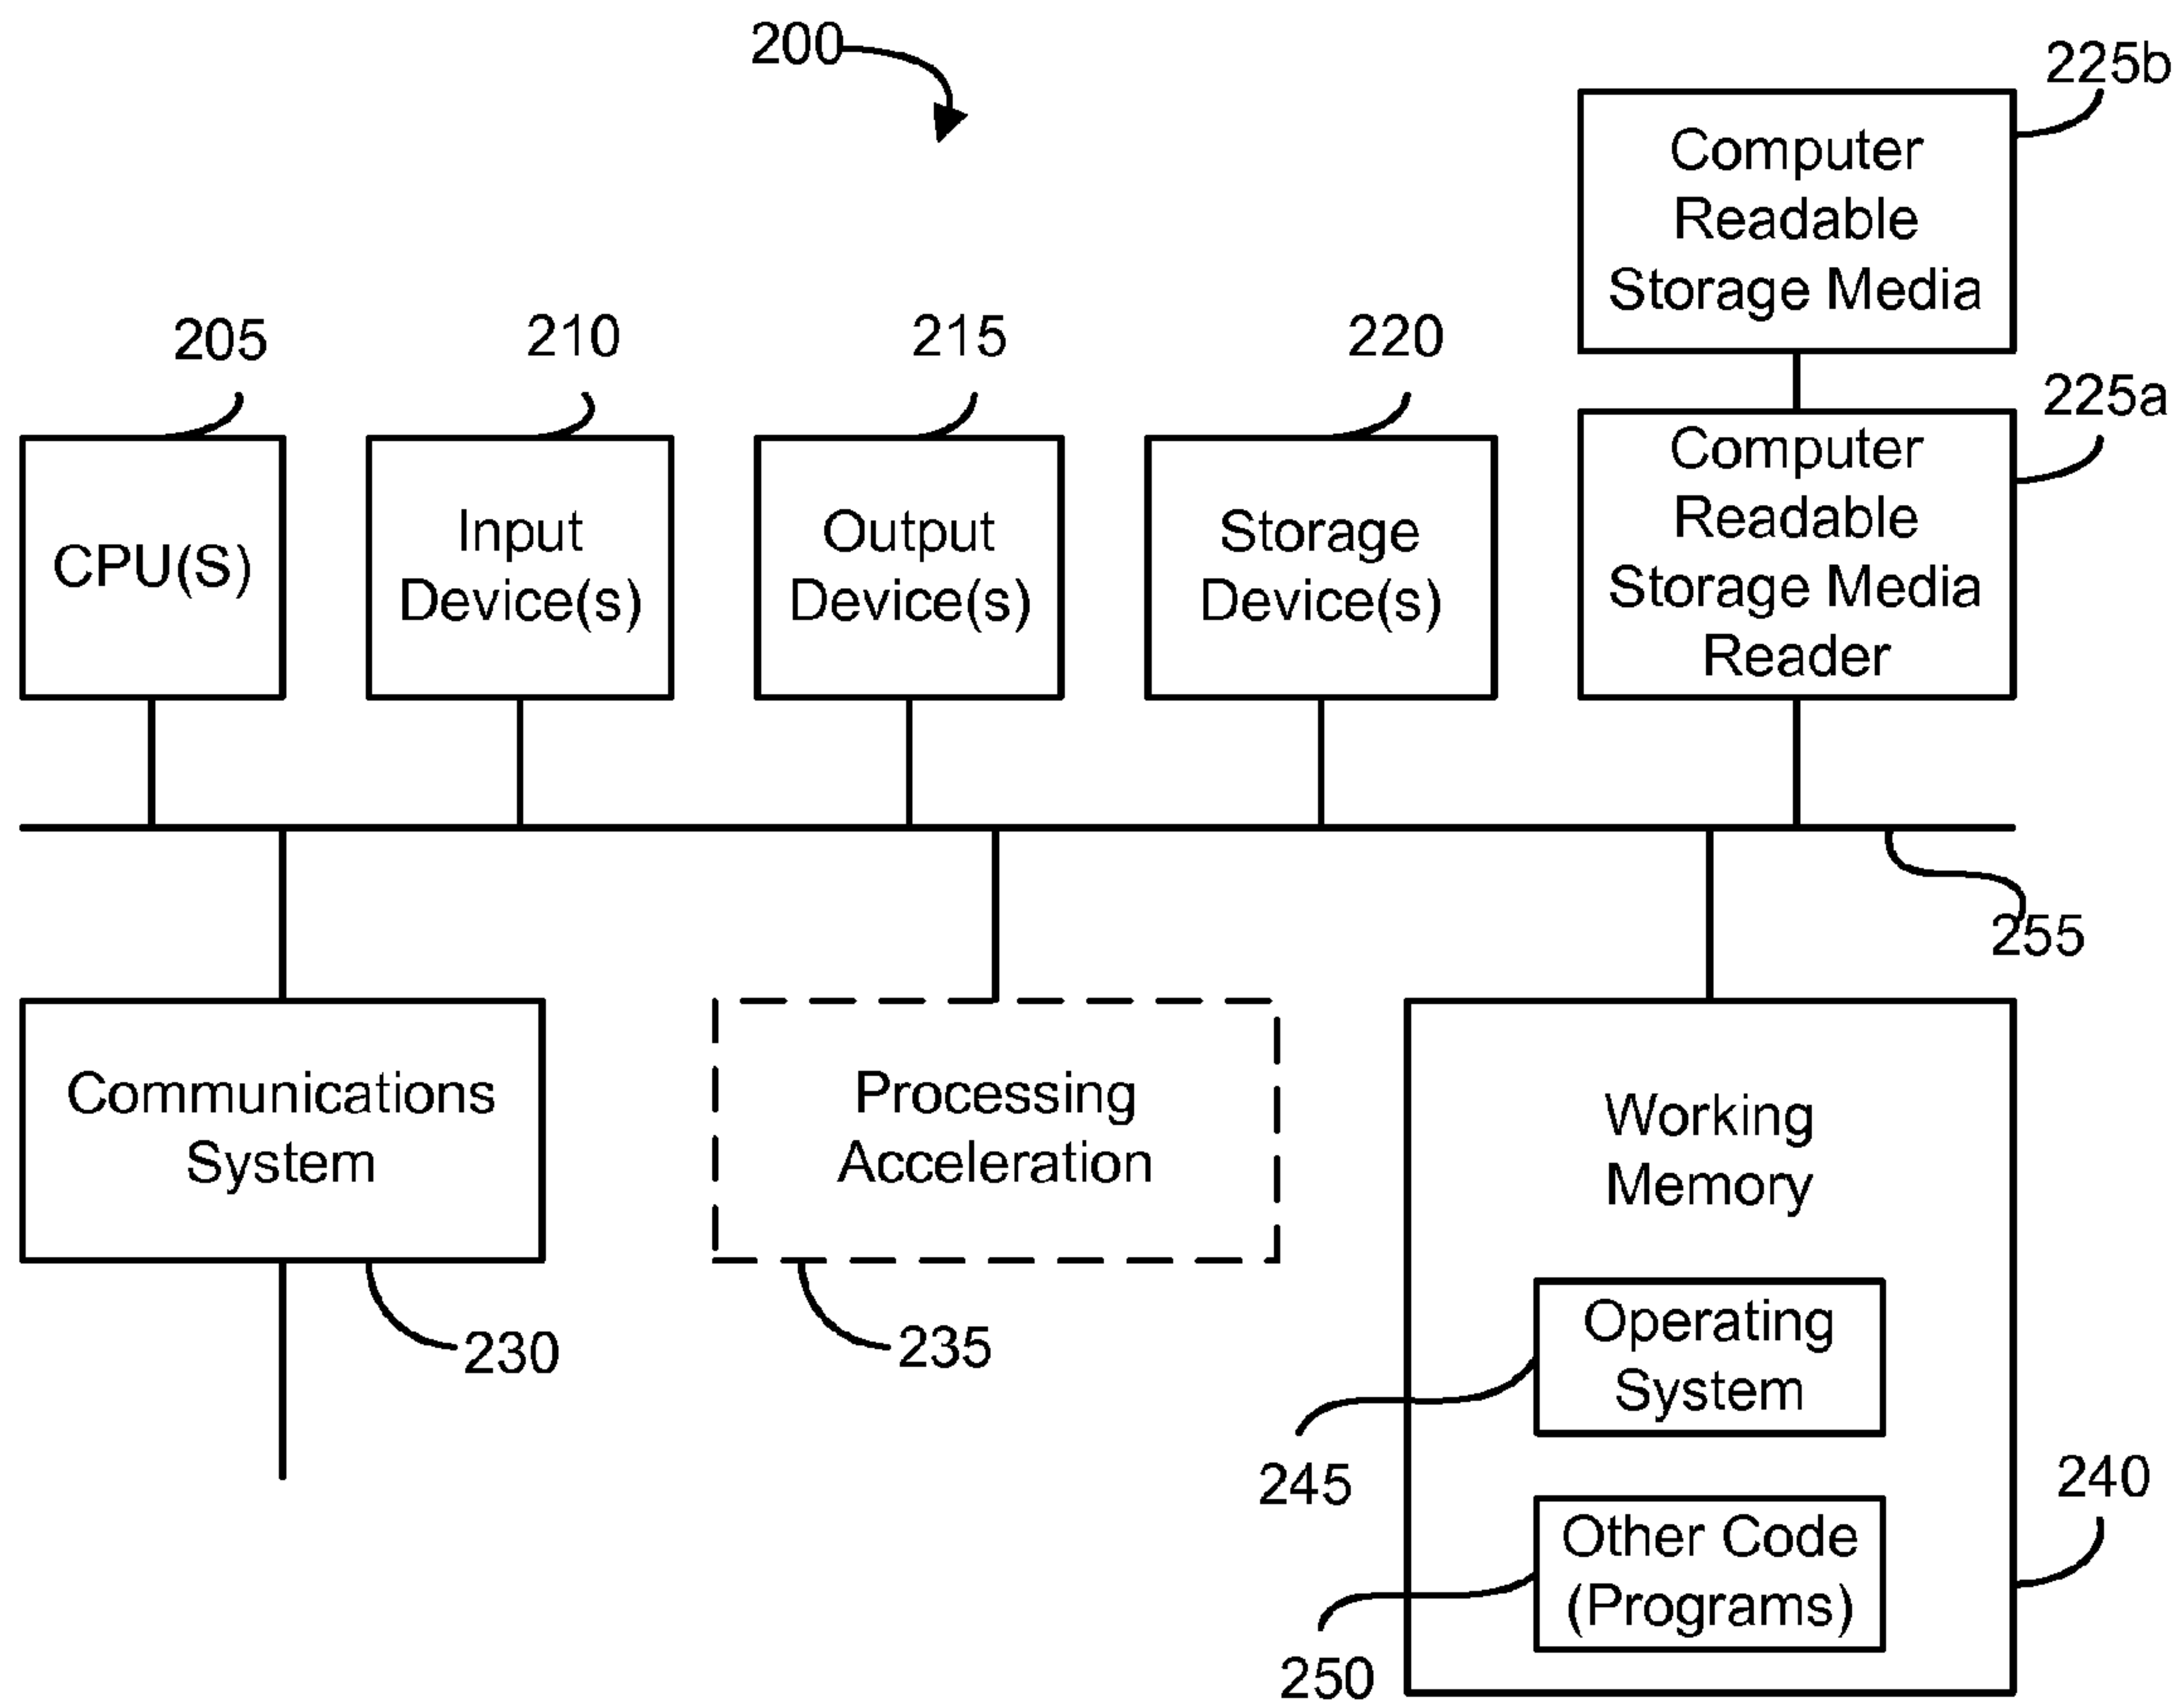 200
225b
Computer
Readable
Storage Media
205
210
215
220
225a
CPU(S)
Input
Device(s)
Output
Device(s)
Storage
Device(s)
Computer
Readable
Storage Media
Reader
255
Communications
System
230
Processing
Acceleration
235
Working
Memory
Operating
System
245
240
Other Code
(Programs)
250